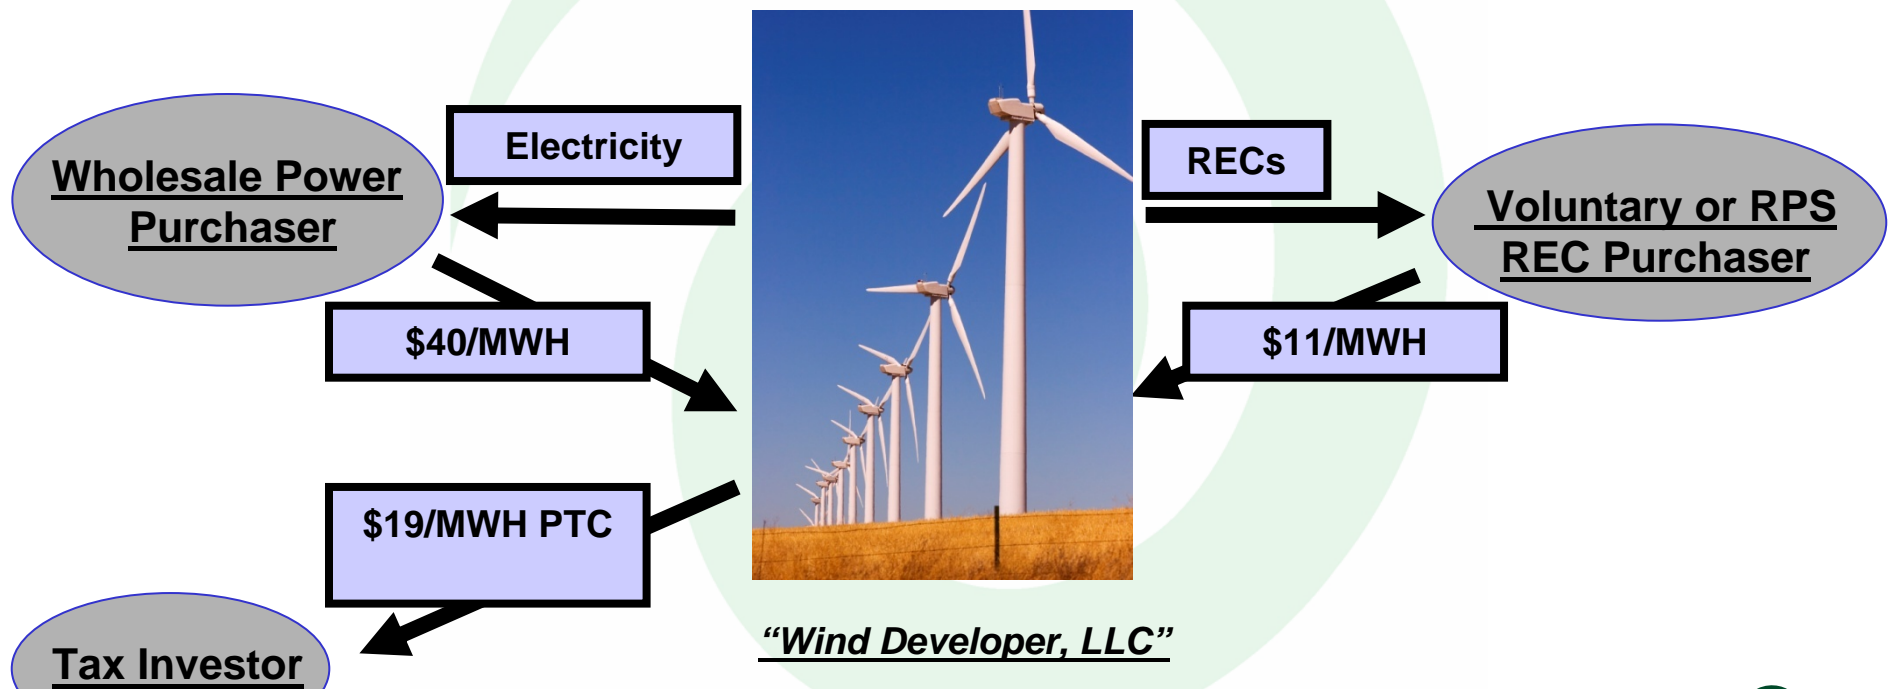 Electricity
RECs
Wholesale Power
Purchaser
Voluntary or RPS
REC Purchaser
$40/MWH
$11/MWH
$19/MWH PTC
“Wind Developer, LLC”
Tax Investor